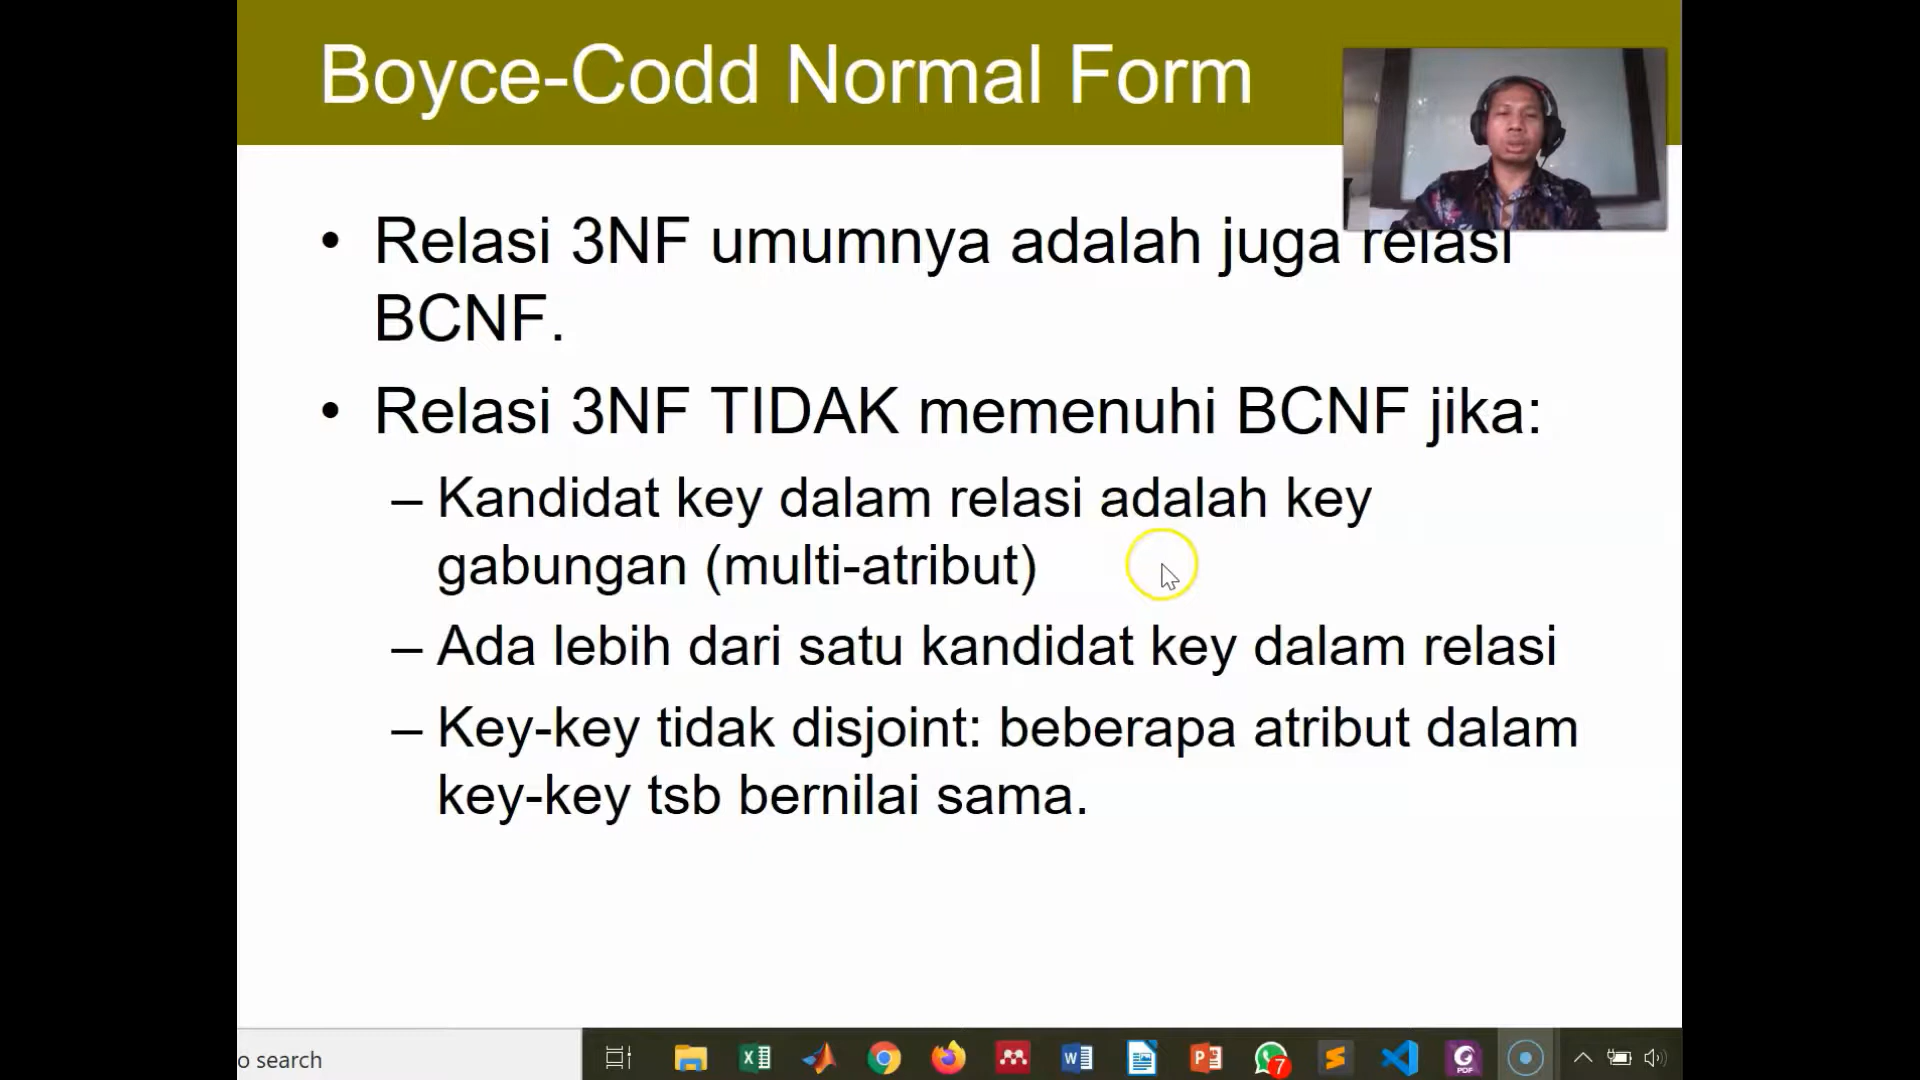 Boyce-Codd Normal Form
• Relasi 3NF umumnya adalah juga relasi
BCNF.
• Relasi 3NF TIDAK memenuhi BCNF jika:
– Kandidat key dalam relasi adalah key
gabungan (multi-atribut)
– Ada lebih dari satu kandidat key dalam relasi
– Key-key tidak disjoint: beberapa atribut dalam
key-key tsb bernilai sama.
o search
7
PDF